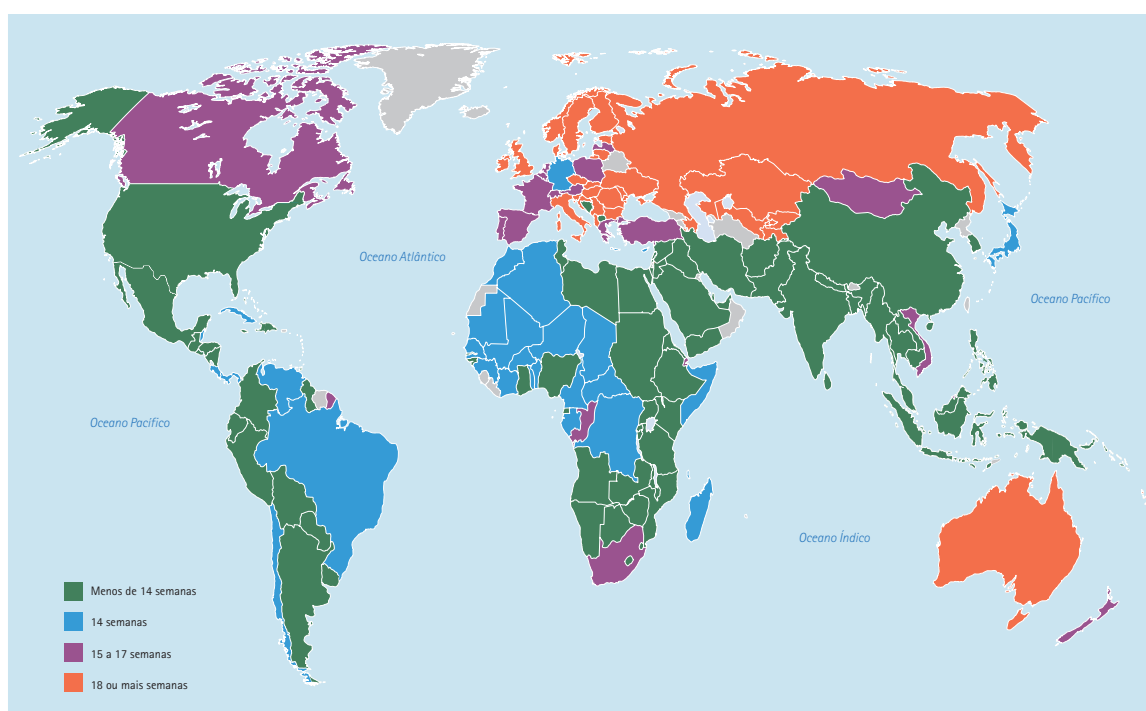 Oceano Atlântico
Oceano Pacífico
Oceano Pacífico
Oceano Índico
Menos de 14 semanas
14 semanas
15 a 17 semanas
18 ou mais semanas